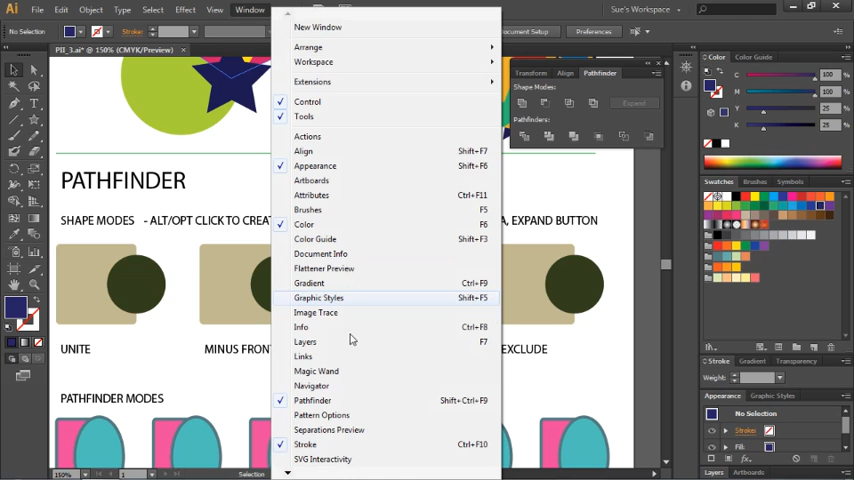 Ai File Edit Object Type Select Effect View Window Sue's Workspace
No Selection Stroke: Document Setup Preferences
PII_3.ai* @ 150% (CMYK/Preview) ×
New Window
Arrange
Workspace
Extensions
Control
Tools
Actions
Align Shift+F7
Appearance Shift+F6
Artboards
Attributes Ctrl+F11
Brushes F5
Color F6
Color Guide Shift+F3
Document Info
Flattener Preview
Gradient Ctrl+F9
Graphic Styles Shift+F5
Image Trace
Info Ctrl+F8
Layers F7
Links
Magic Wand
Navigator
Pathfinder Shift+Ctrl+F9
Pattern Options
Separations Preview
Stroke Ctrl+F10
SVG Interactivity
Transform Align Pathfinder
Shape Modes:
Expand
Pathfinders:
Color Color Guide
C 100 %
M 100 %
Y 25 %
K 25 %
Swatches Brushes Symbols
Stroke Gradient Transparency
Weight:
Appearance Graphic Styles
No Selection
Stroke:
Fill:
Layers Artboards
PATHFINDER
SHAPE MODES - ALT/OPT CLICK TO CREA
A, EXPAND BUTTON
UNITE MINUS FRONT
EXCLUDE
PATHFINDER MODES
150% 1 Selection